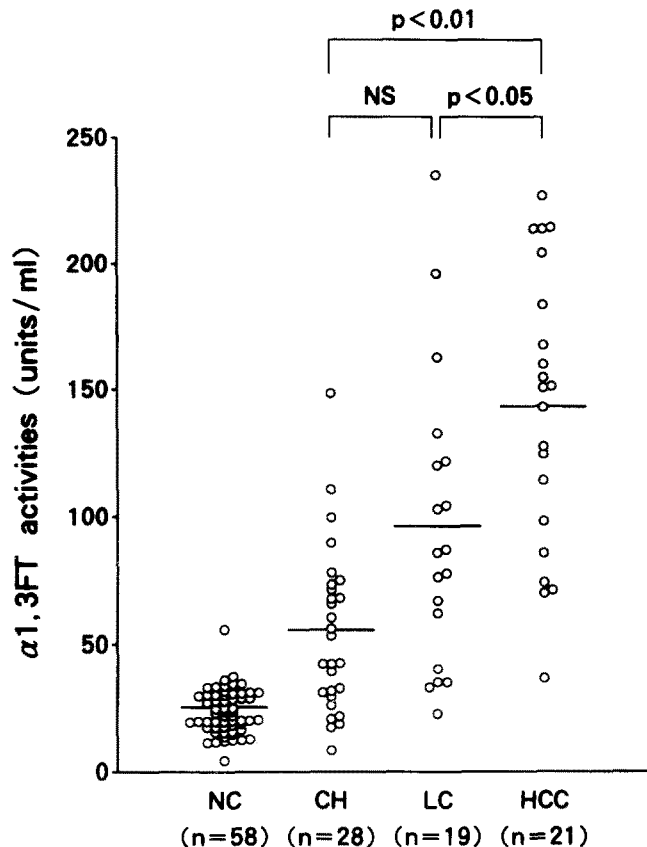 p<0.01
NS
p<0.05
250
200
150
100
50
0
α1,3FT activities (units/ml)
NC CH LC HCC
(n=58) (n=28) (n=19) (n=21)